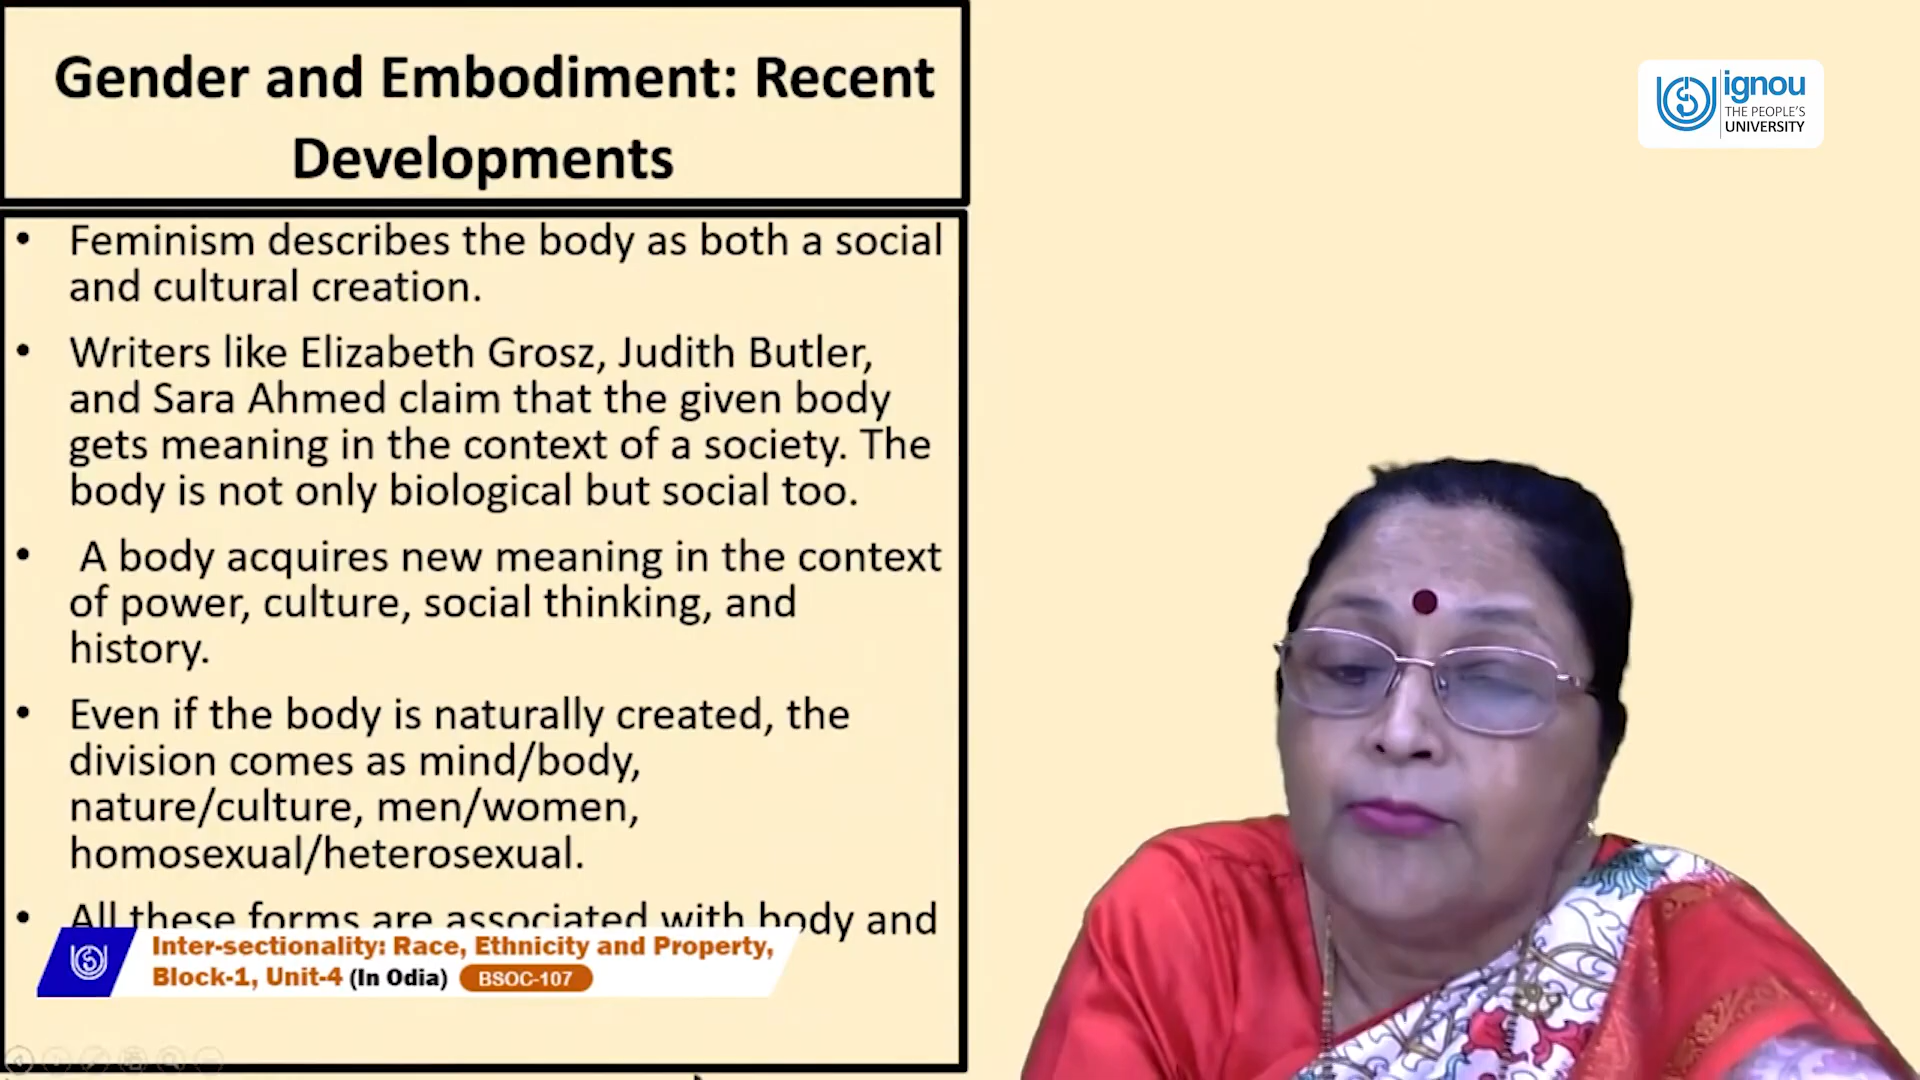 Gender and Embodiment: Recent
Developments
• Feminism describes the body as both a social
and cultural creation.
• Writers like Elizabeth Grosz, Judith Butler,
and Sara Ahmed claim that the given body
gets meaning in the context of a society. The
body is not only biological but social too.
• A body acquires new meaning in the context
of power, culture, social thinking, and
history.
• Even if the body is naturally created, the
division comes as mind/body,
nature/culture, men/women,
homosexual/heterosexual.
• All these forms are associated with body and
Inter-sectionality: Race, Ethnicity and Property,
Block-1, Unit-4 (In Odia) BSOC-107
ignou
THE PEOPLE'S
UNIVERSITY